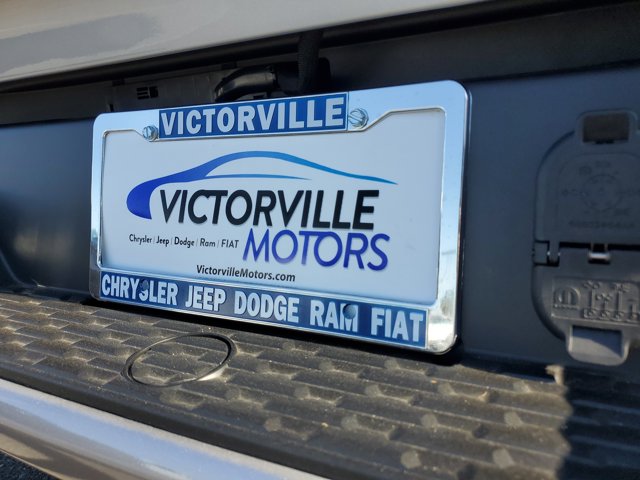 VICTORVILLE
VICTORVILLE
Chrysler | Jeep | Dodge | Ram | FIAT MOTORS
VictorvilleMotors.com
CHRYSLER JEEP DODGE RAM FIAT